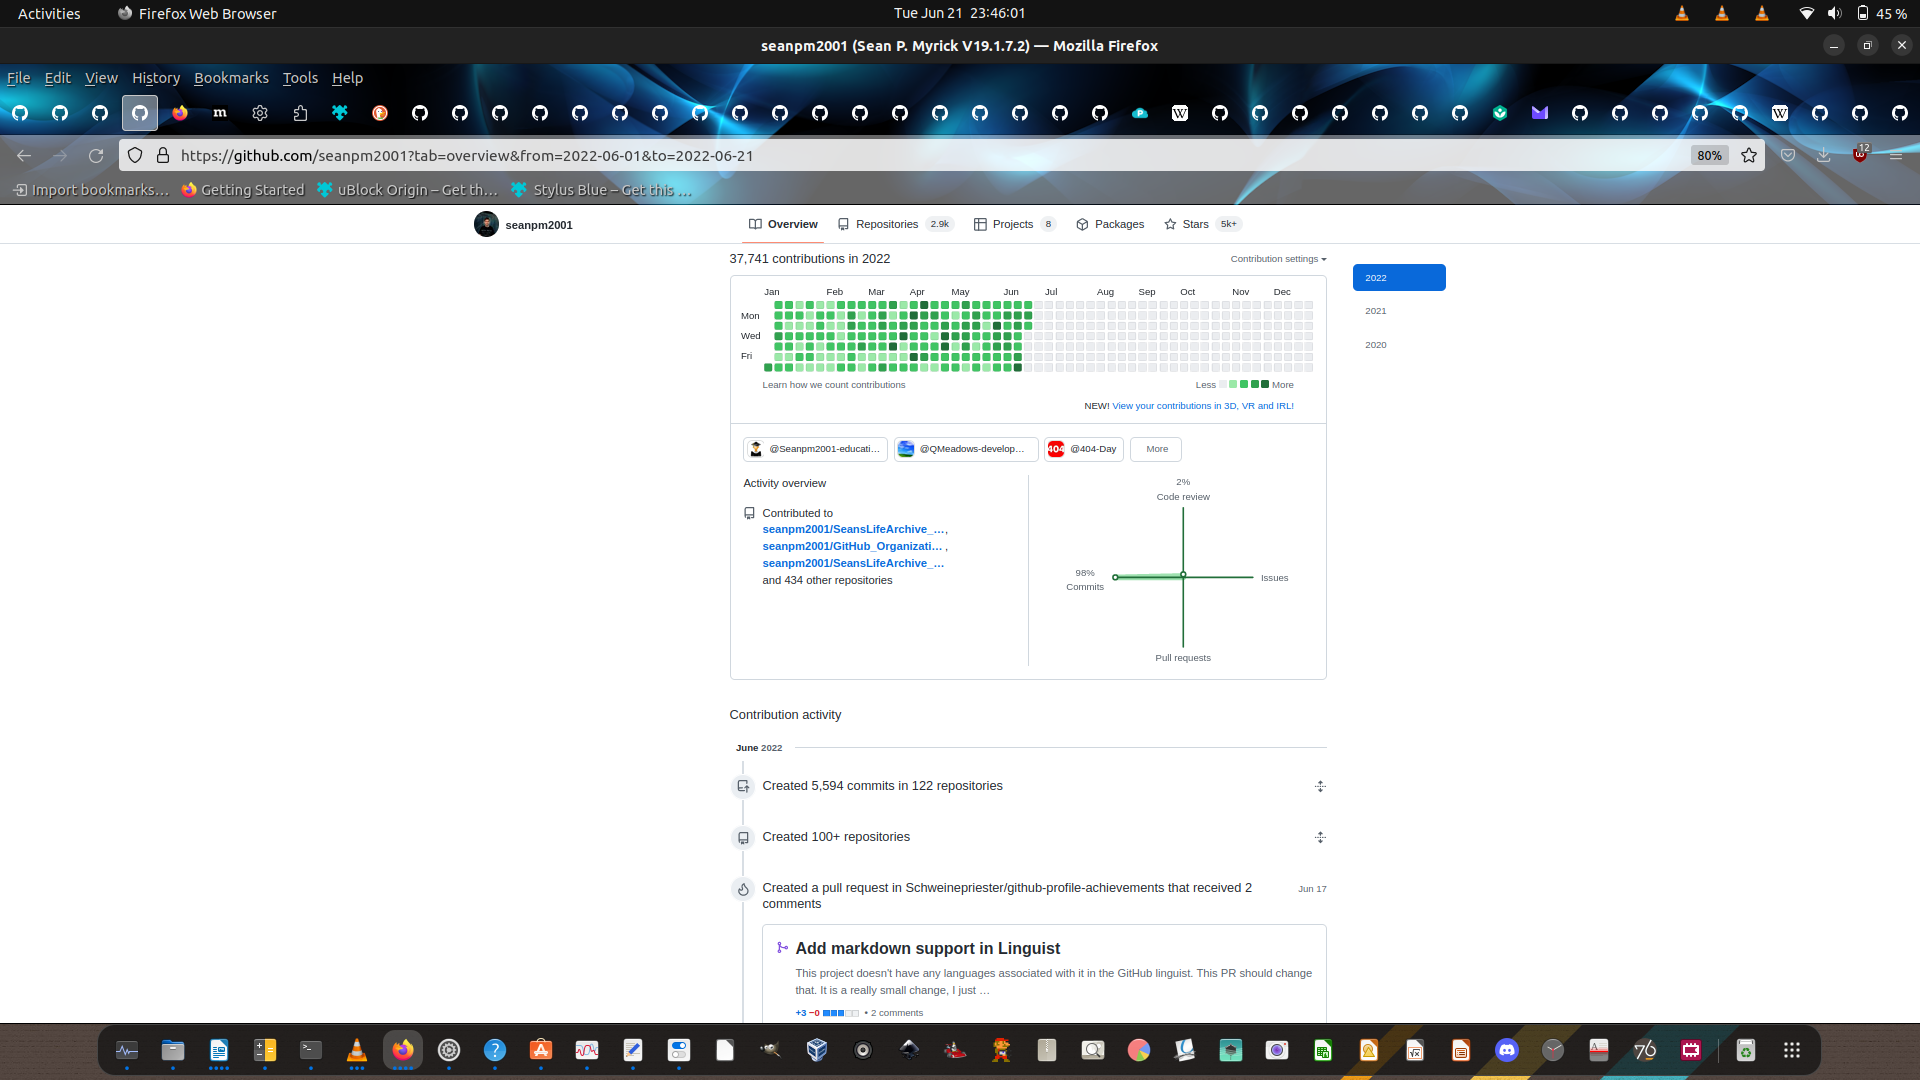 Activities Firefox Web Browser Tue Jun 21 23:46:01 45 %
seanpm2001 (Sean P. Myrick V19.1.7.2) — Mozilla Firefox
File Edit View History Bookmarks Tools Help
https://github.com/seanpm2001?tab=overview&from=2022-06-01&to=2022-06-21 80% 12
Import bookmarks… Getting Started uBlock Origin – Get th… Stylus Blue – Get this …
seanpm2001 Overview Repositories 2.9k Projects 8 Packages Stars 5k+
37,741 contributions in 2022 Contribution settings
2022
2021
2020
Jan Feb Mar Apr May Jun Jul Aug Sep Oct Nov Dec
Mon
Wed
Fri
Learn how we count contributions Less More
NEW! View your contributions in 3D, VR and IRL!
@Seanpm2001-educati… @QMeadows-develop… 404 @404-Day More
Activity overview
Contributed to
seanpm2001/SeansLifeArchive_…,
seanpm2001/GitHub_Organizati… ,
seanpm2001/SeansLifeArchive_…
and 434 other repositories
2%
Code review
98%
Commits
Issues
Pull requests
Contribution activity
June 2022
Created 5,594 commits in 122 repositories
Created 100+ repositories
Created a pull request in Schweinepriester/github-profile-achievements that received 2 Jun 17
comments
Add markdown support in Linguist
This project doesn't have any languages associated with it in the GitHub linguist. This PR should change
that. It is a really small change, I just …
+3 −0 • 2 comments
76